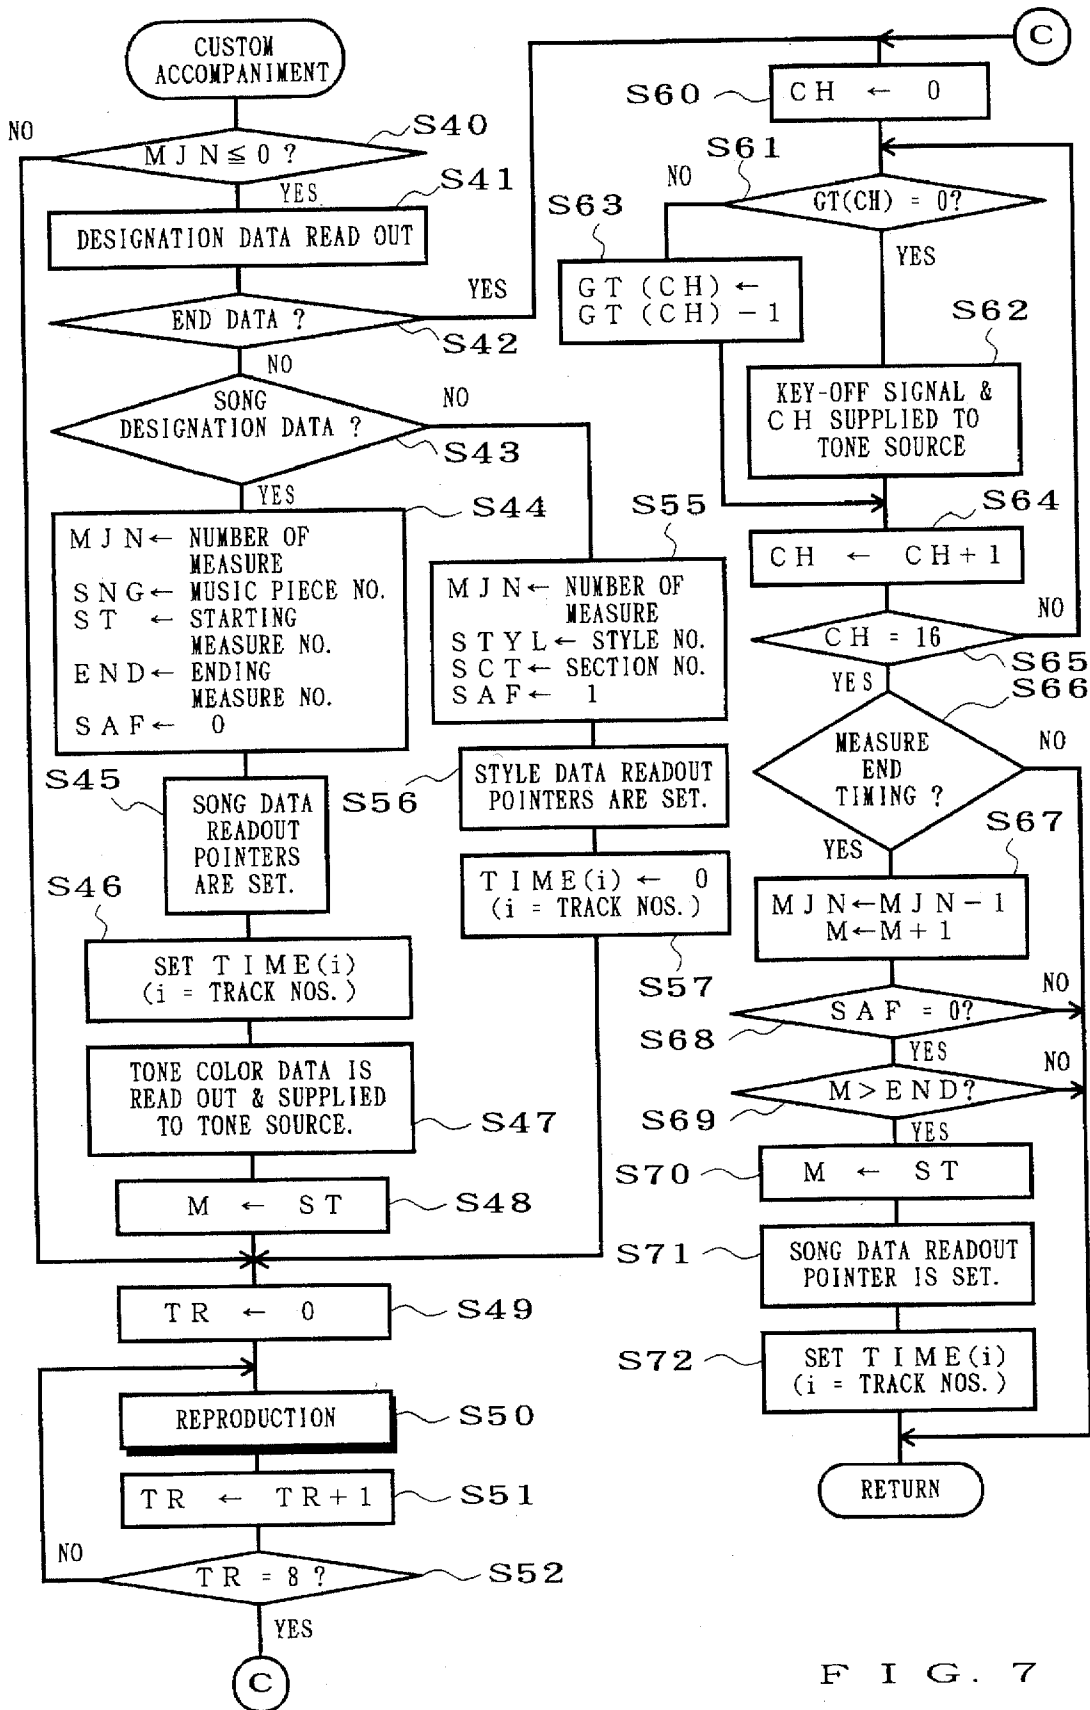 CUSTOM
ACCOMPANIMENT
NO
S40
MJN≦0?
YES
S41
DESIGNATION DATA READ OUT
YES
END DATA?
S42
NO
SONG
DESIGNATION DATA?
NO
S43
YES
S44
MJN← NUMBER OF
MEASURE
SNG← MUSIC PIECE NO.
ST ← STARTING
MEASURE NO.
END← ENDING
MEASURE NO.
SAF← 0
S45
SONG DATA
READOUT
POINTERS
ARE SET.
S46
SET TIME(i)
(i = TRACK NOS.)
TONE COLOR DATA IS
READ OUT & SUPPLIED
TO TONE SOURCE.
S47
M ← ST
S48
TR ← 0
S49
REPRODUCTION
S50
TR ← TR+1
S51
NO
TR = 8?
S52
YES
C
S55
MJN← NUMBER OF
MEASURE
STYL← STYLE NO.
SCT← SECTION NO.
SAF← 1
S56
STYLE DATA READOUT
POINTERS ARE SET.
TIME(i) ← 0
(i = TRACK NOS.)
S57
C
S60
CH ← 0
S61
NO
GT(CH) = 0?
YES
S63
GT(CH)←
GT(CH)-1
S62
KEY-OFF SIGNAL &
CH SUPPLIED TO
TONE SOURCE
S64
CH ← CH+1
NO
CH = 16
S65
YES
S66
MEASURE
END
TIMING?
NO
YES
S67
MJN←MJN-1
M←M+1
NO
SAF = 0?
S68
YES
NO
M>END?
S69
YES
S70
M ← ST
S71
SONG DATA READOUT
POINTER IS SET.
S72
SET TIME(i)
(i = TRACK NOS.)
RETURN
FIG. 7